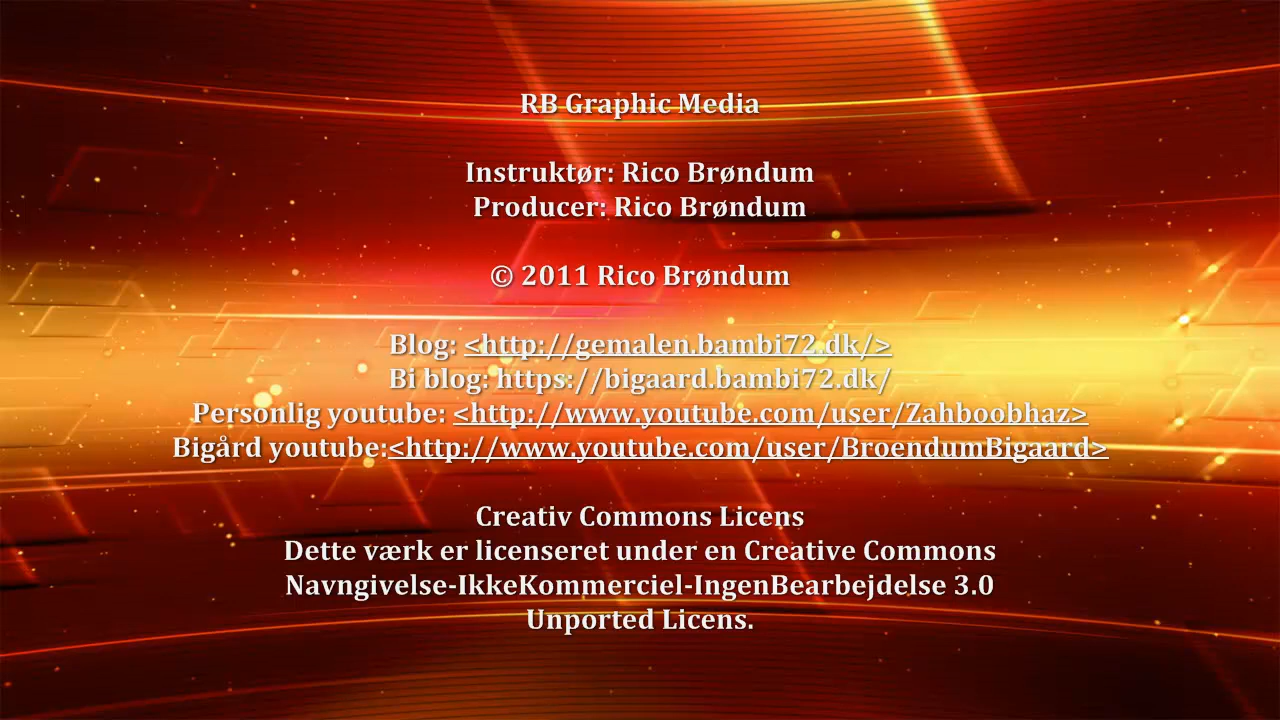 RB Graphic Media
Instruktør: Rico Brøndum
Producer: Rico Brøndum
© 2011 Rico Brøndum
Blog: <http://gemalen.bambi72.dk/>
Bi blog: https://bigaard.bambi72.dk/
Personlig youtube: <http://www.youtube.com/user/Zahboobhaz>
Bigård youtube:<http://www.youtube.com/user/BroendumBigaard>
Creativ Commons Licens
Dette værk er licenseret under en Creative Commons
Navngivelse-IkkeKommerciel-IngenBearbejdelse 3.0
Unported Licens.